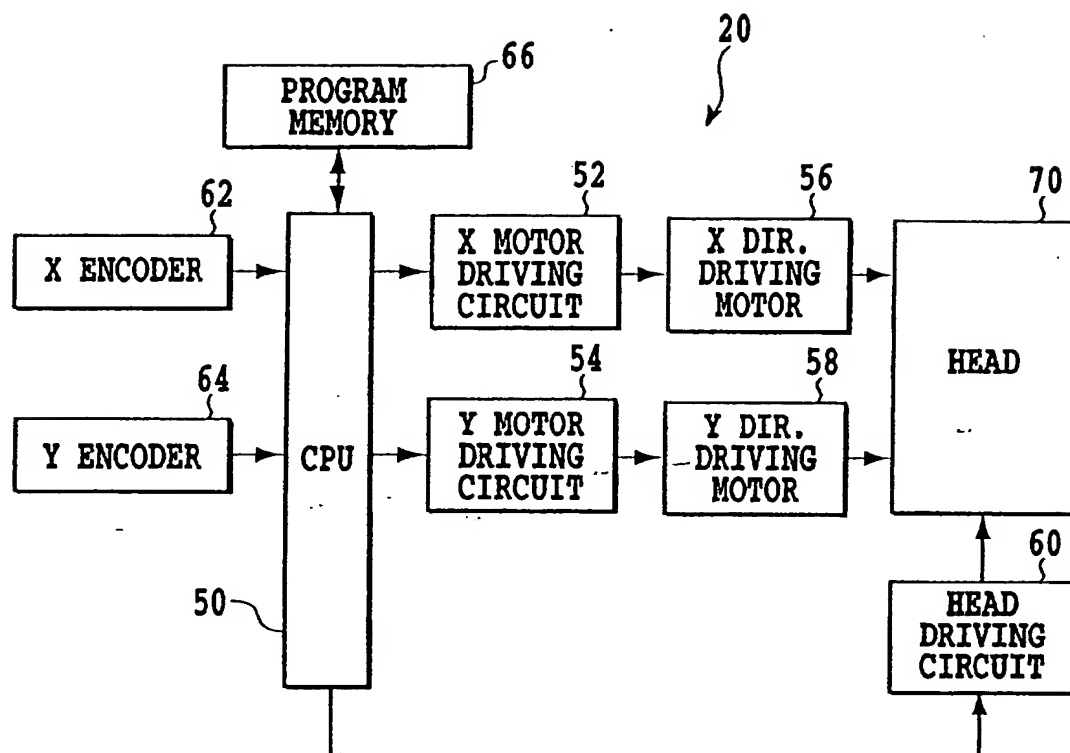 20
66
PROGRAM
MEMORY
62
X ENCODER
52
X MOTOR
DRIVING
CIRCUIT
56
X DIR.
DRIVING
MOTOR
70
HEAD
64
Y ENCODER
CPU
54
Y MOTOR
DRIVING
CIRCUIT
58
Y DIR.
DRIVING
MOTOR
50
60
HEAD
DRIVING
CIRCUIT